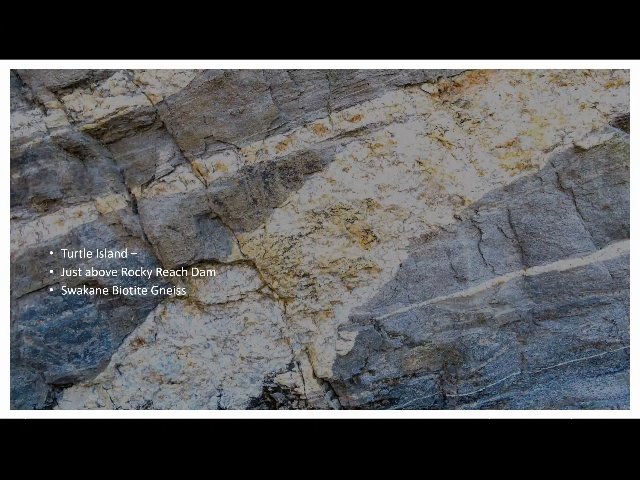 • Turtle Island –
• Just above Rocky Reach Dam
• Swakane Biotite Gneiss